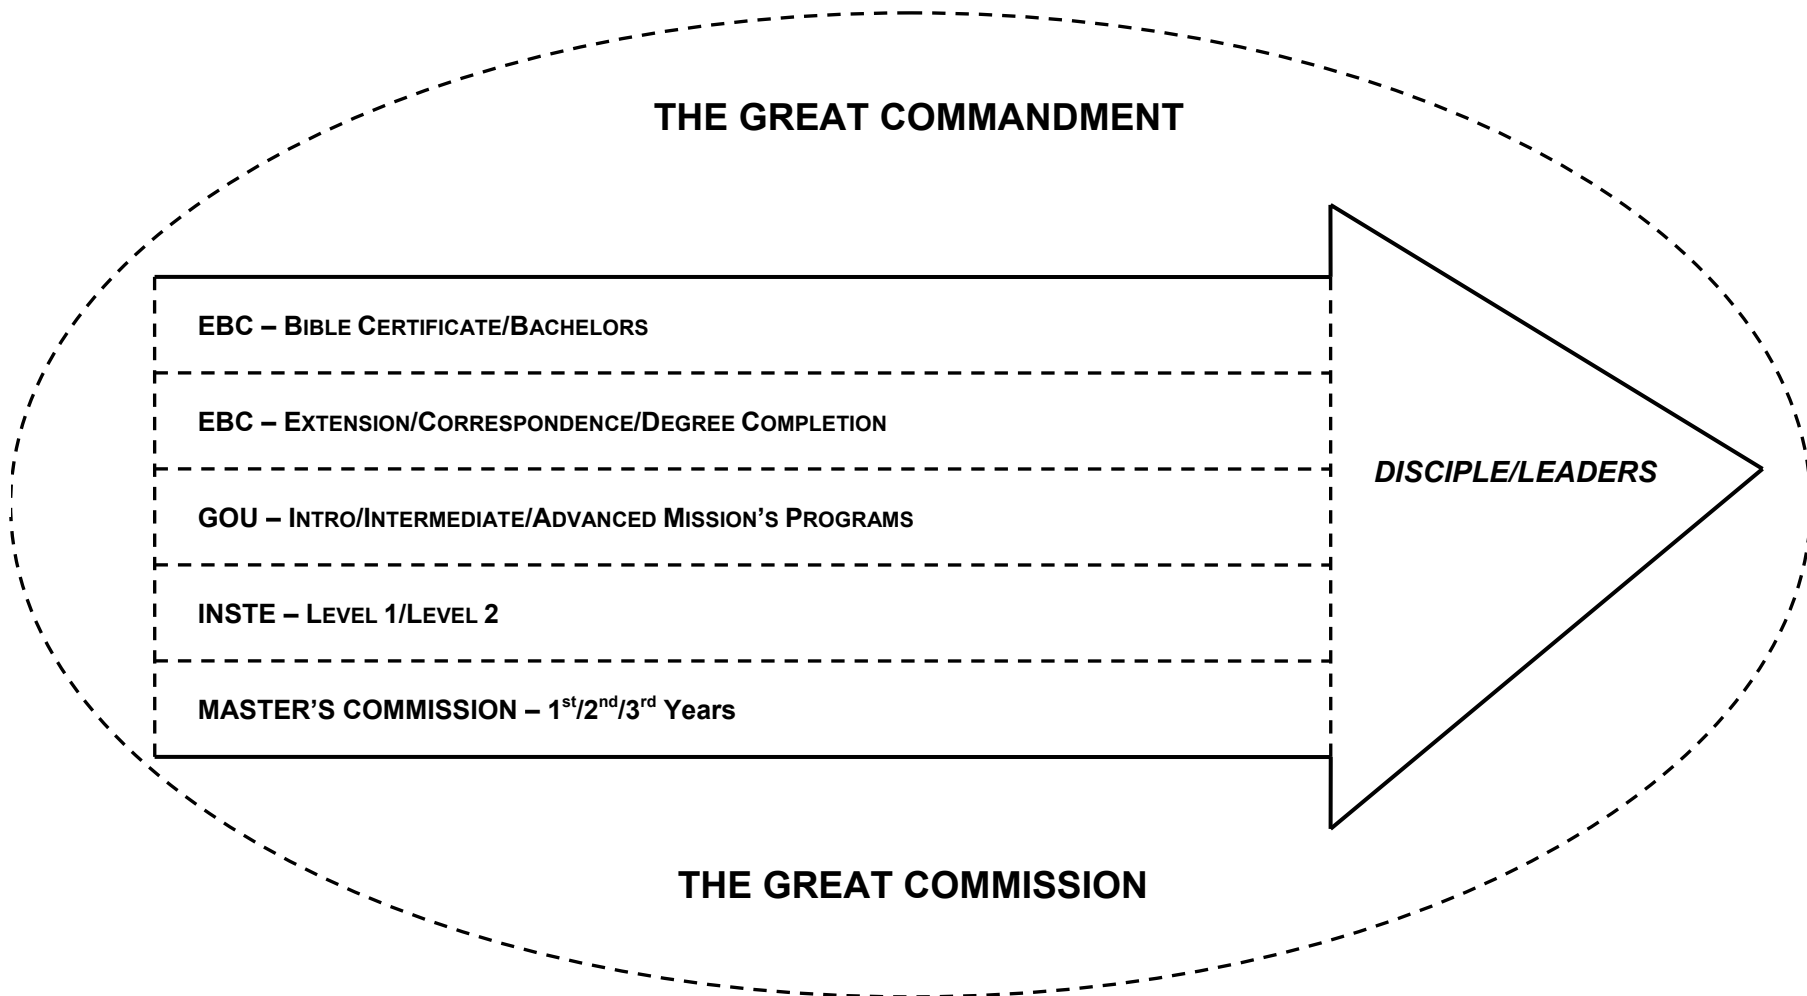 THE GREAT COMMANDMENT
EBC – BIBLE CERTIFICATE/BACHELORS
EBC – EXTENSION/CORRESPONDENCE/DEGREE COMPLETION
DISCIPLE/LEADERS
GOU – INTRO/INTERMEDIATE/ADVANCED MISSION’S PROGRAMS
INSTE – LEVEL 1/LEVEL 2
MASTER’S COMMISSION – 1st/2nd/3rd Years
THE GREAT COMMISSION